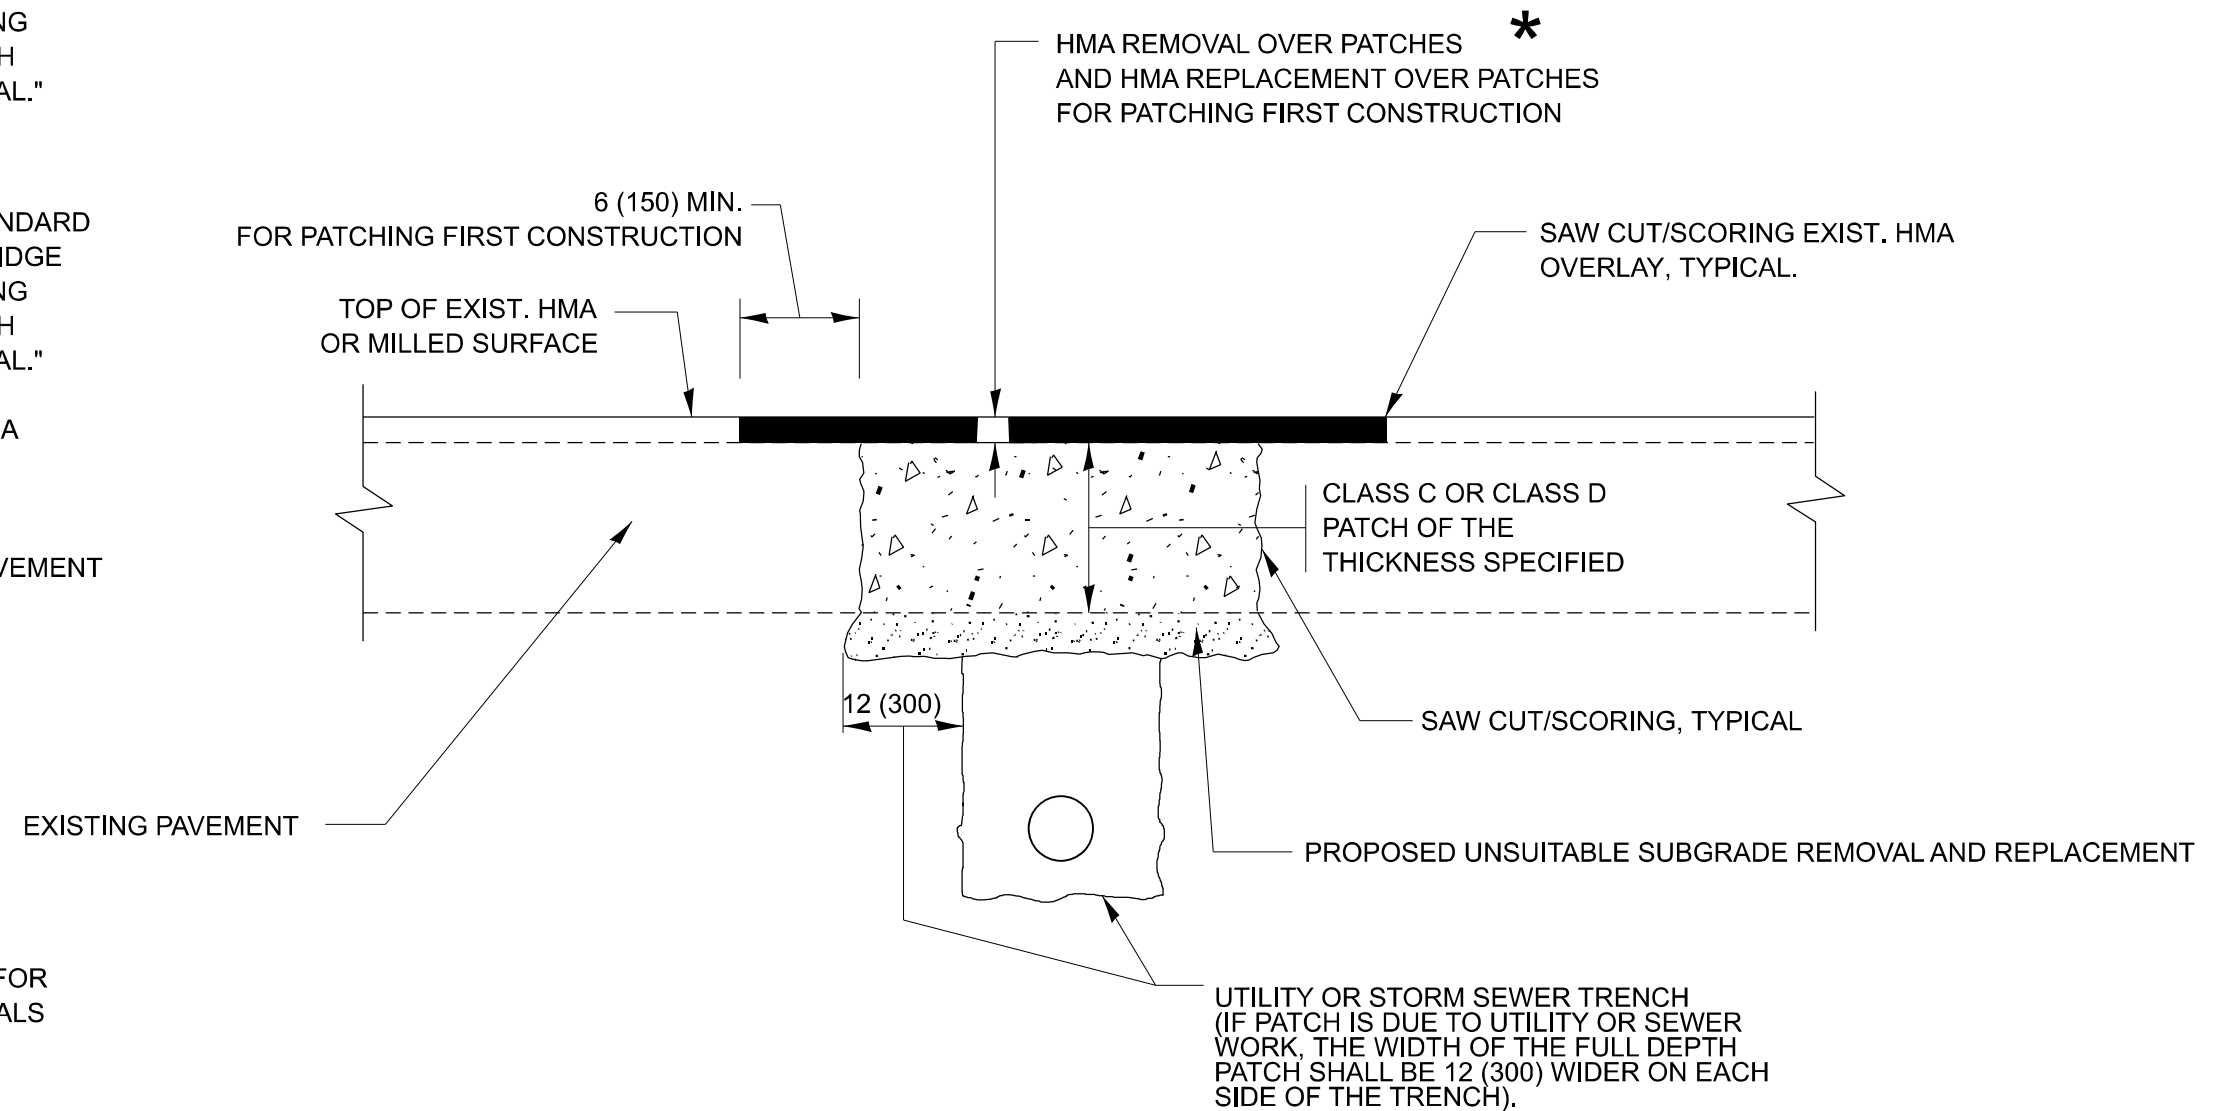 NG
H
AL."
NDARD
IDGE
NG
H
AL."
A
VEMENT
FOR
ALS
HMA REMOVAL OVER PATCHES *
AND HMA REPLACEMENT OVER PATCHES
FOR PATCHING FIRST CONSTRUCTION
6 (150) MIN.
FOR PATCHING FIRST CONSTRUCTION
SAW CUT/SCORING EXIST. HMA
OVERLAY, TYPICAL.
TOP OF EXIST. HMA
OR MILLED SURFACE
CLASS C OR CLASS D
PATCH OF THE
THICKNESS SPECIFIED
12 (300)
SAW CUT/SCORING, TYPICAL
EXISTING PAVEMENT
PROPOSED UNSUITABLE SUBGRADE REMOVAL AND REPLACEMENT
UTILITY OR STORM SEWER TRENCH
(IF PATCH IS DUE TO UTILITY OR SEWER
WORK, THE WIDTH OF THE FULL DEPTH
PATCH SHALL BE 12 (300) WIDER ON EACH
SIDE OF THE TRENCH).